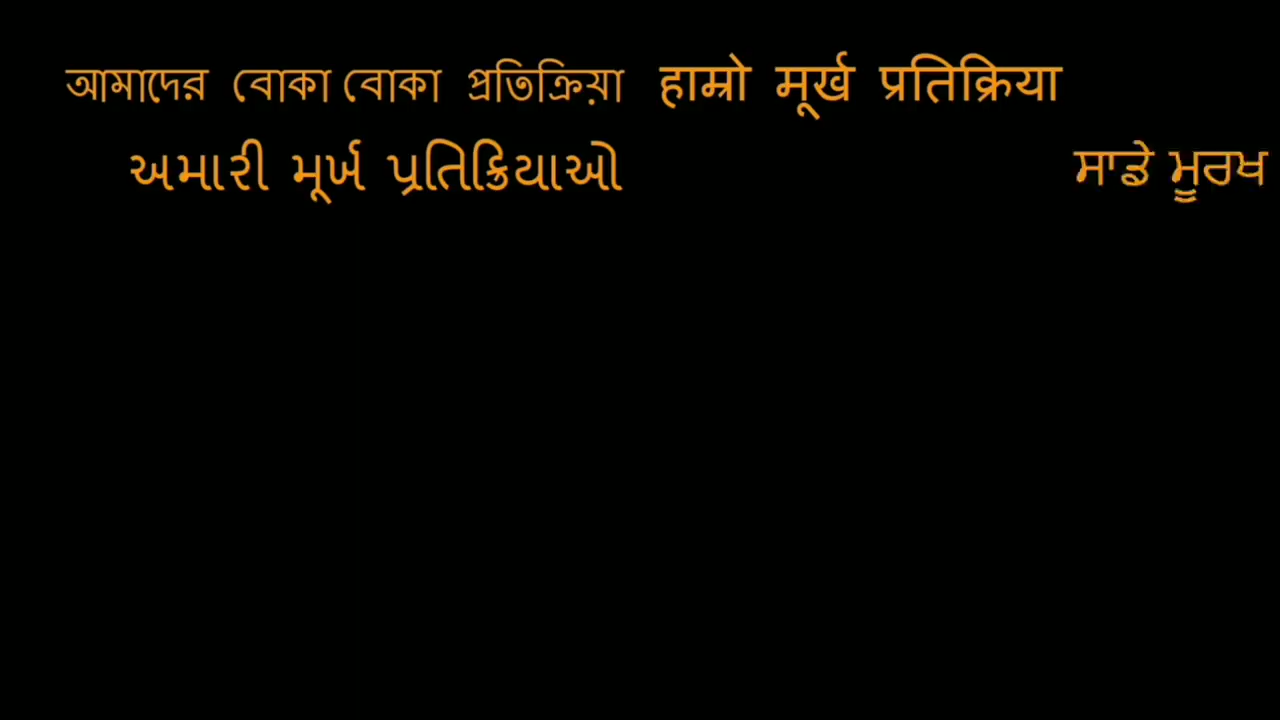 আমাদের বোকা বোকা প্রতিক্রিয়া हाम्रो मूर्ख प्रतिक्रिया
અમારી મૂર્ખ પ્રતિક્રિયાઓ ਸਾਡੇ ਮੂਰਖ